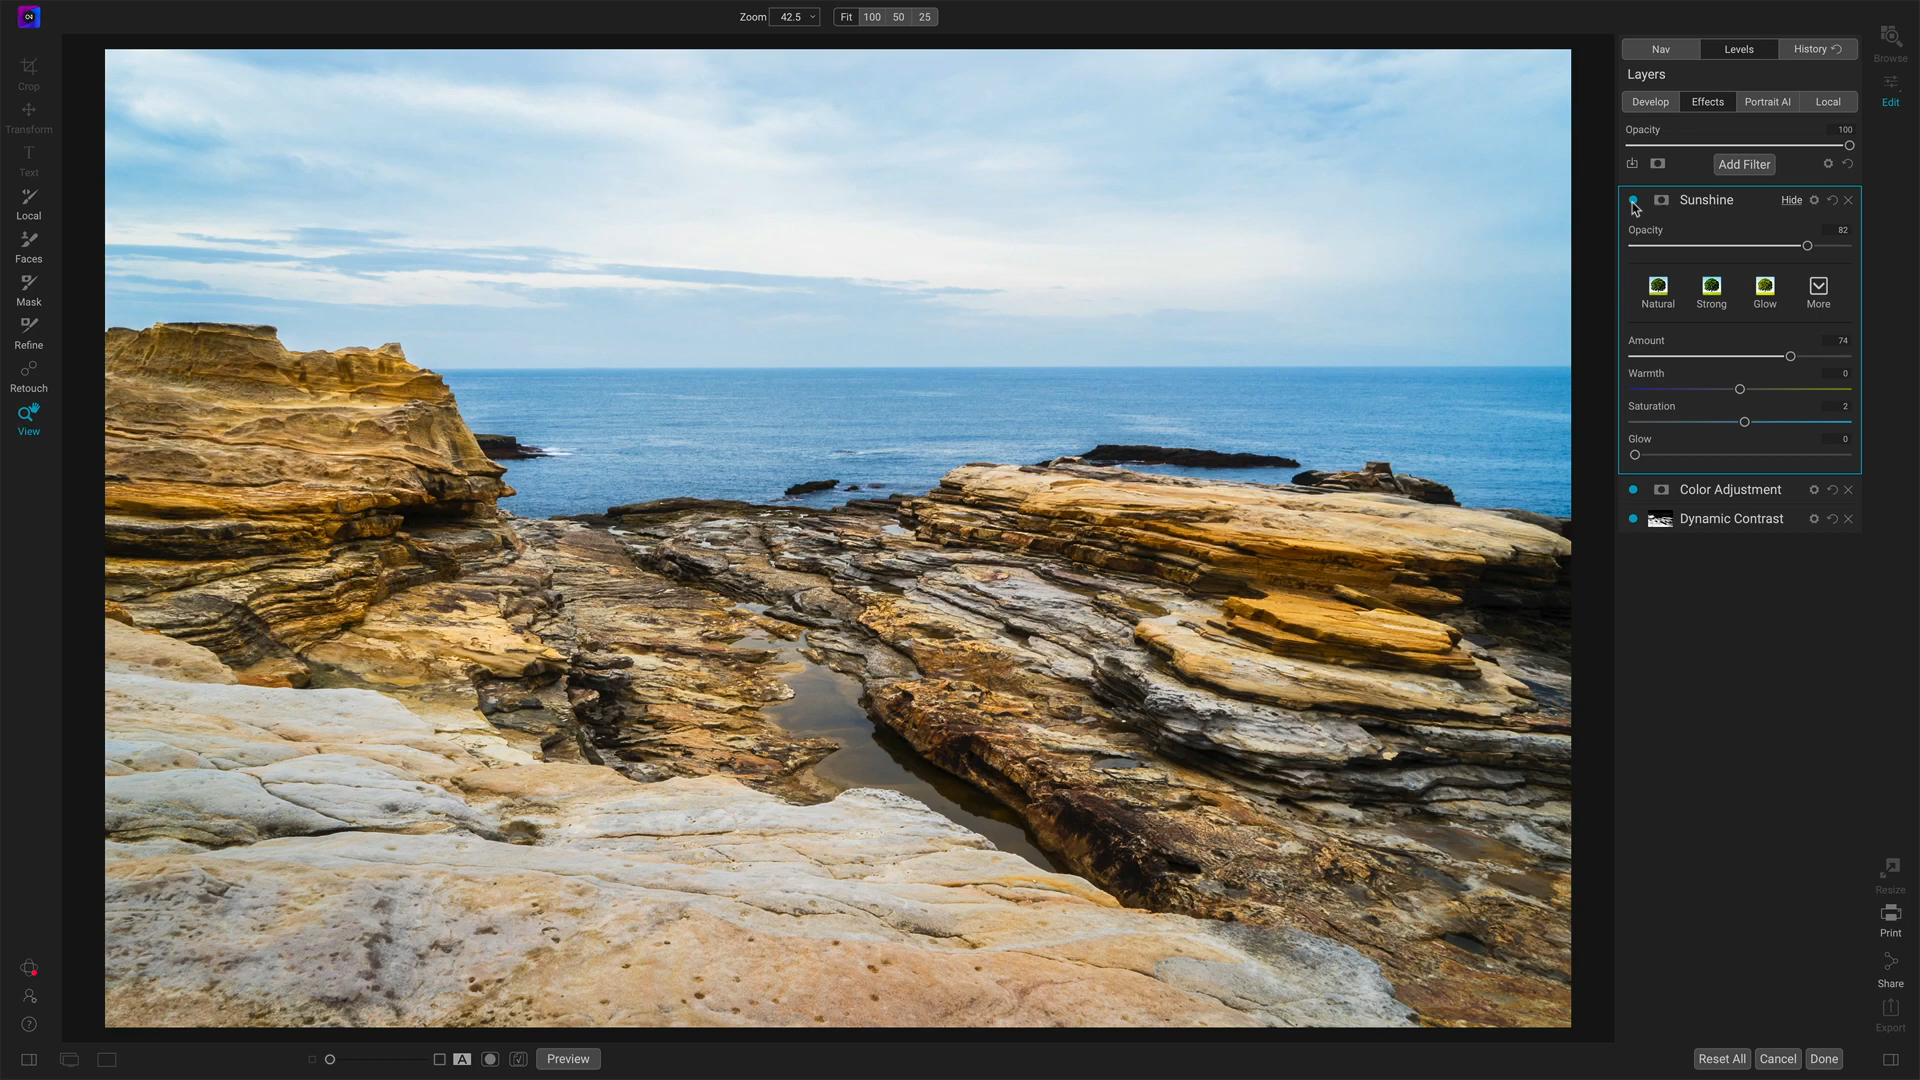 Zoom 42.5 Fit 100 50 25
Nav Levels History
Browse
Layers
Crop
Edit
Develop Effects Portrait AI Local
Transform
Opacity 100
Text
Add Filter
Local
Sunshine Hide
Opacity 82
Faces
Mask
Natural Strong Glow More
Refine
Amount 74
Warmth 0
Retouch
Saturation 2
View
Glow 0
Color Adjustment
Dynamic Contrast
Resize
Print
Share
Export
?
A Preview
Reset All Cancel Done